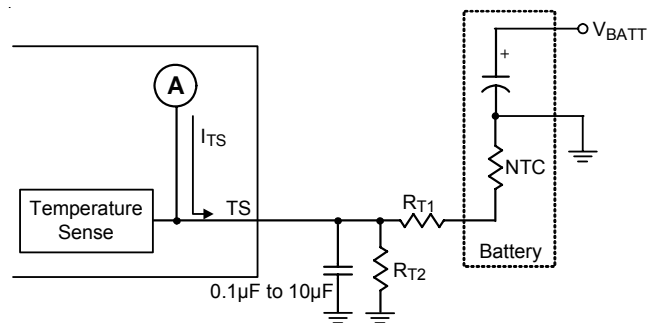 V_BATT
+
A
I_TS
NTC
R_T1
Temperature
Sense
TS
Battery
R_T2
0.1µF to 10µF